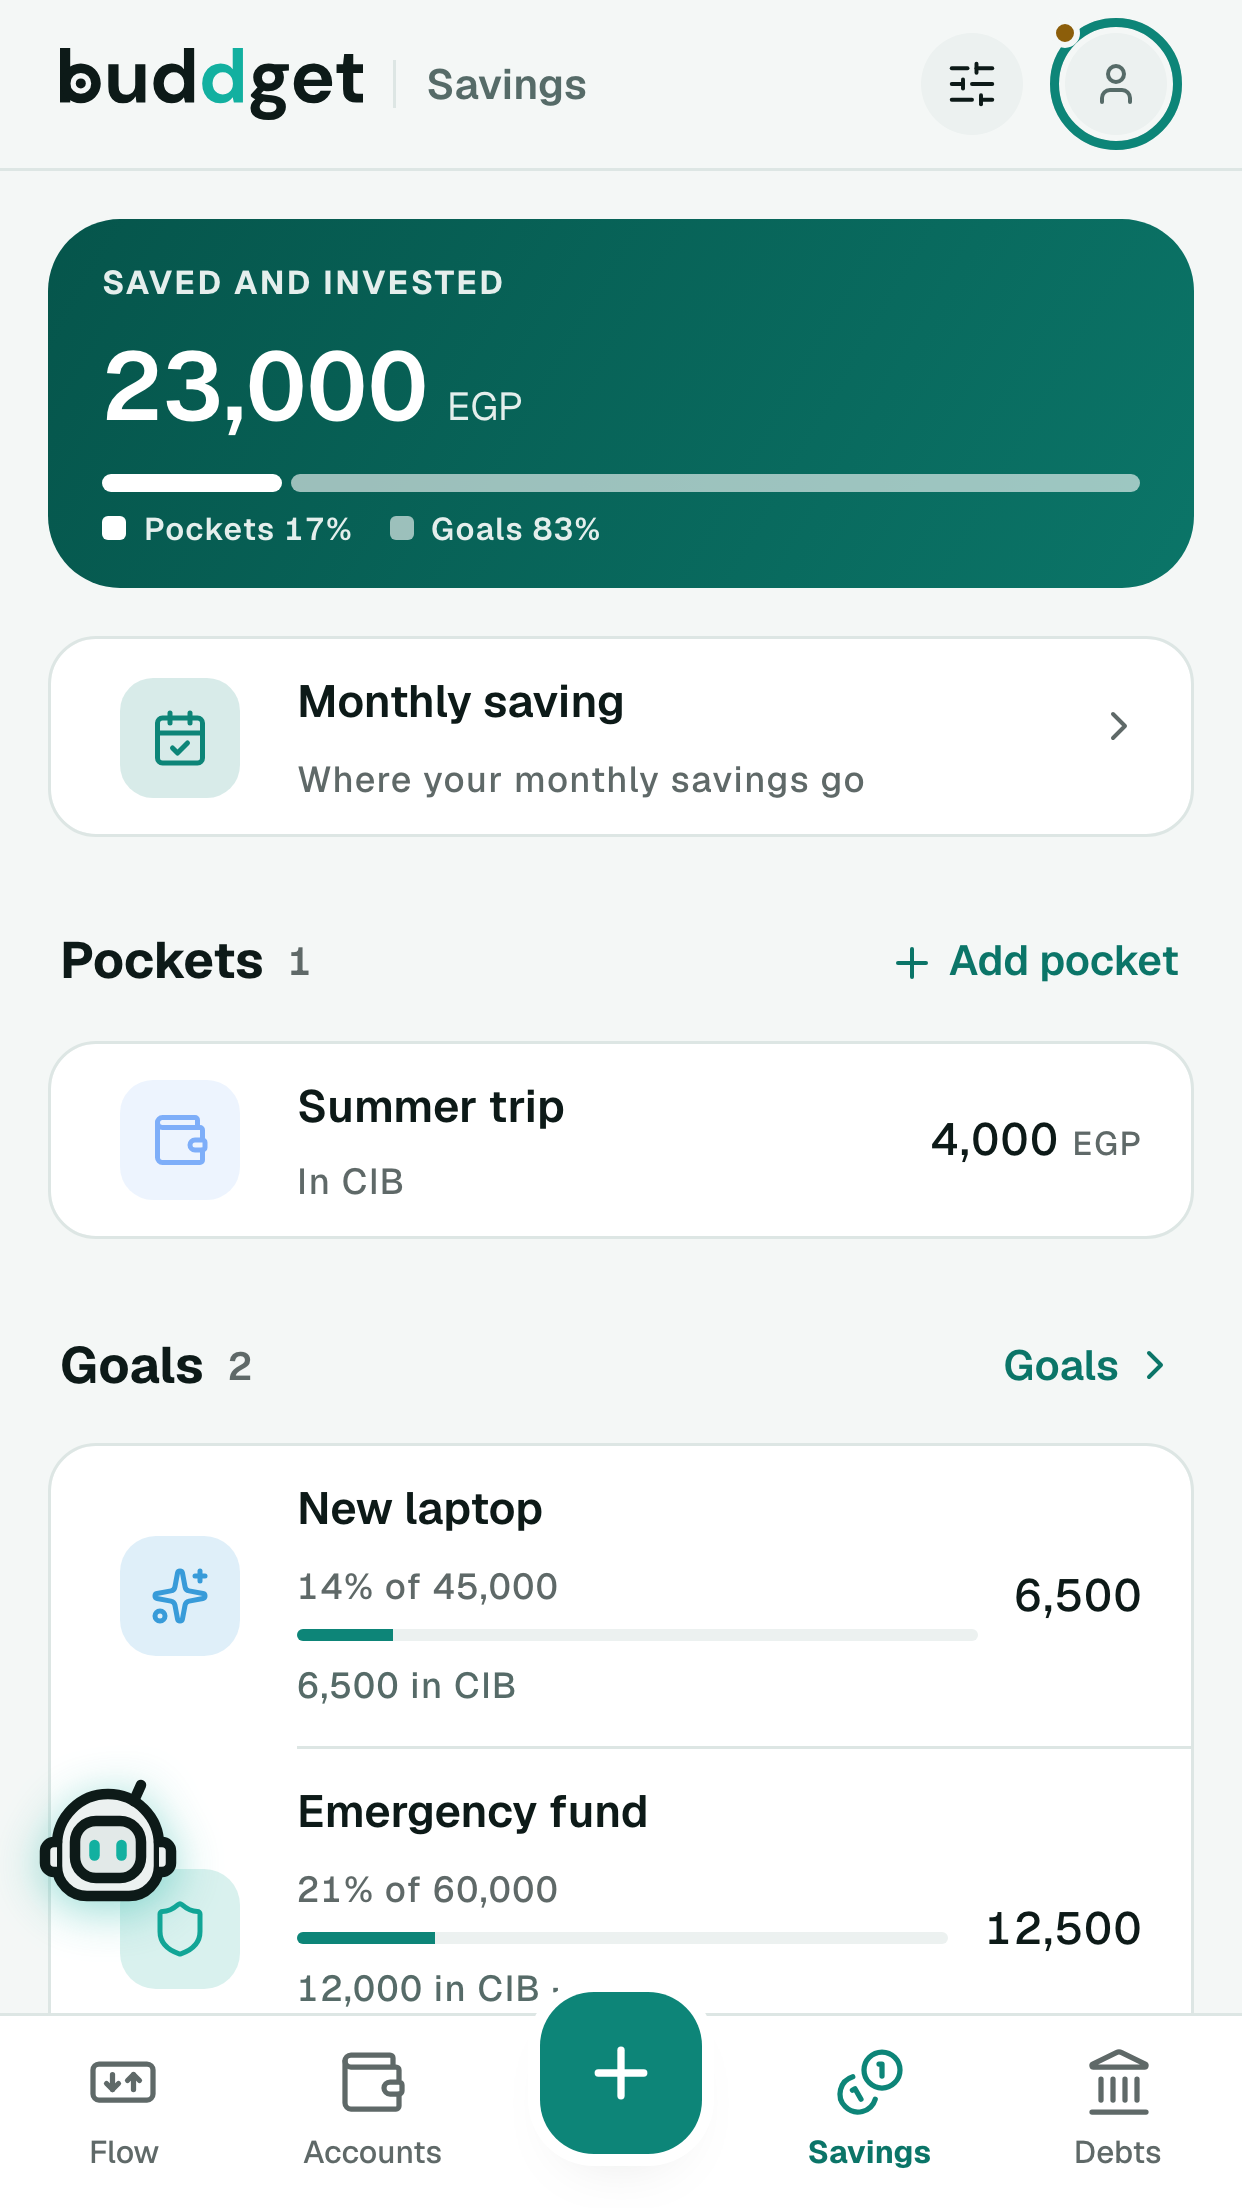 buddget
Savings
SAVED AND INVESTED
23,000 EGP
Pockets 17% Goals 83%
Monthly saving
Where your monthly savings go
Pockets 1
+ Add pocket
Summer trip
In CIB
4,000 EGP
Goals 2
Goals
New laptop
14% of 45,000
6,500
6,500 in CIB
Emergency fund
21% of 60,000
12,500
12,000 in CIB
Flow
Accounts
Savings
Debts